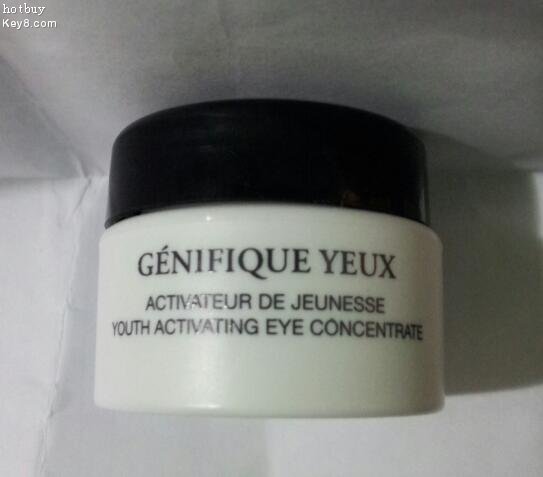 hotbuy
Key8.com
GÉNIFIQUE YEUX
ACTIVATEUR DE JEUNESSE
YOUTH ACTIVATING EYE CONCENTRATE